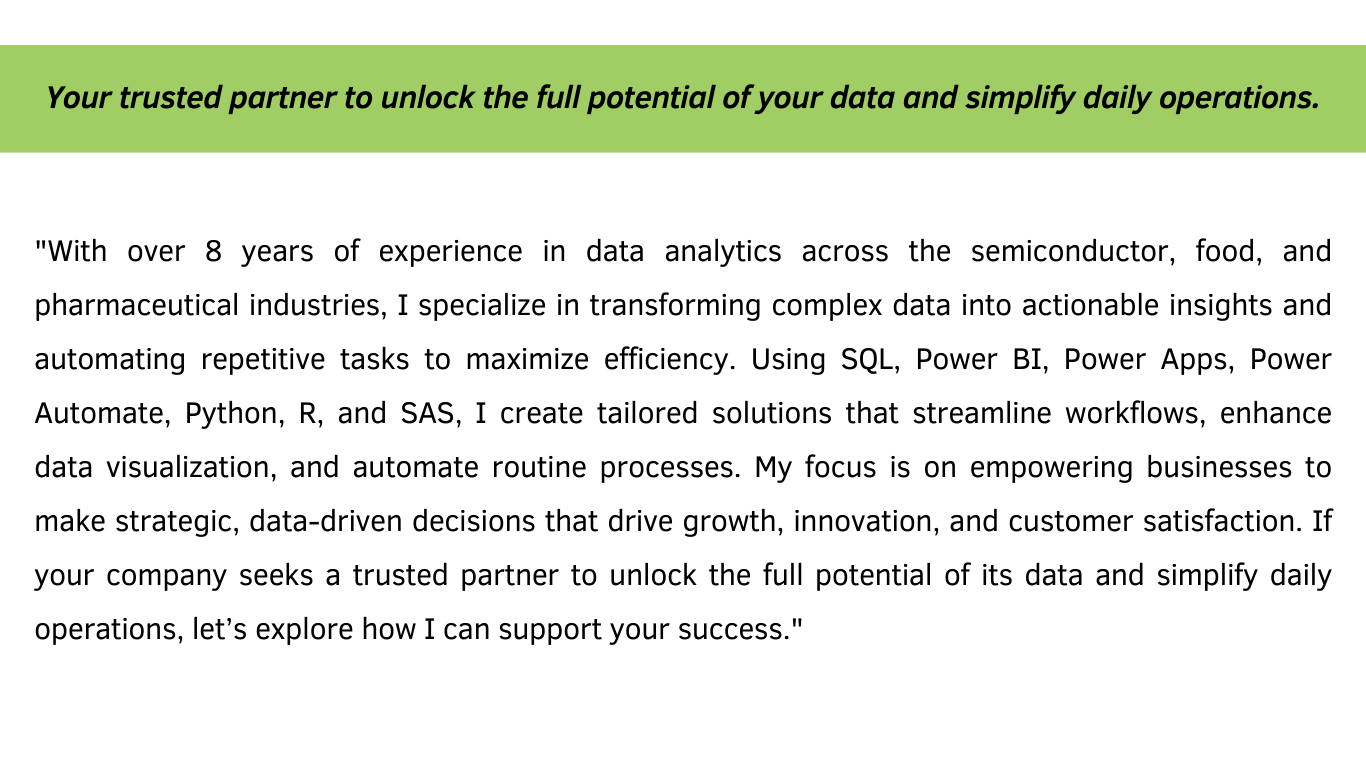 Your trusted partner to unlock the full potential of your data and simplify daily operations.
"With over 8 years of experience in data analytics across the semiconductor, food, and
pharmaceutical industries, I specialize in transforming complex data into actionable insights and
automating repetitive tasks to maximize efficiency. Using SQL, Power BI, Power Apps, Power
Automate, Python, R, and SAS, I create tailored solutions that streamline workflows, enhance
data visualization, and automate routine processes. My focus is on empowering businesses to
make strategic, data-driven decisions that drive growth, innovation, and customer satisfaction. If
your company seeks a trusted partner to unlock the full potential of its data and simplify daily
operations, let’s explore how I can support your success."